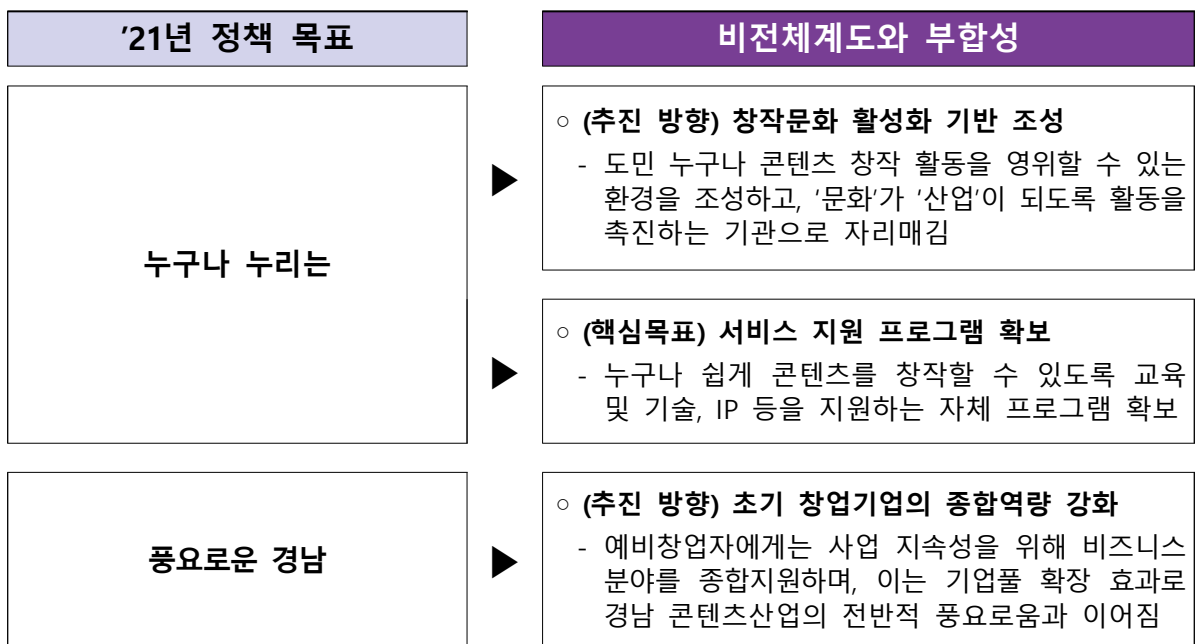 ’21년 정책 목표
비전체계도와 부합성
누구나 누리는
▶
○ (추진 방향) 창작문화 활성화 기반 조성
- 도민 누구나 콘텐츠 창작 활동을 영위할 수 있는
환경을 조성하고, ‘문화’가 ‘산업’이 되도록 활동을
촉진하는 기관으로 자리매김
▶
○ (핵심목표) 서비스 지원 프로그램 확보
- 누구나 쉽게 콘텐츠를 창작할 수 있도록 교육
및 기술, IP 등을 지원하는 자체 프로그램 확보
풍요로운 경남
▶
○ (추진 방향) 초기 창업기업의 종합역량 강화
- 예비창업자에게는 사업 지속성을 위해 비즈니스
분야를 종합지원하며, 이는 기업풀 확장 효과로
경남 콘텐츠산업의 전반적 풍요로움과 이어짐